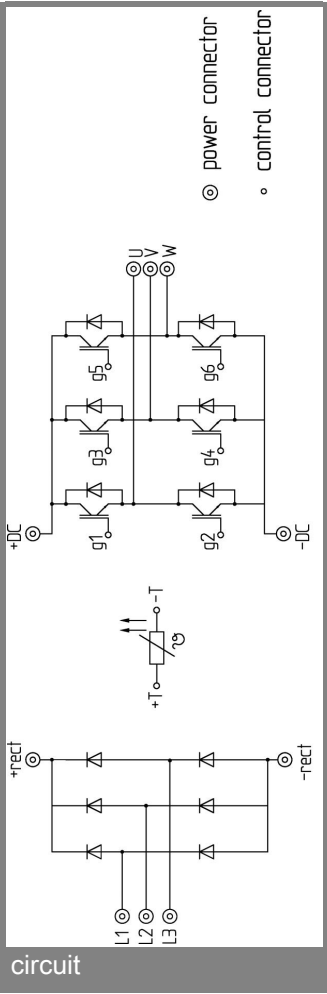 power connector
control connector
U
V
W
g5
g6
g3
g4
g1
g2
+DC
-DC
-T
+T
ϑ
+rect
-rect
L1
L2
L3
circuit